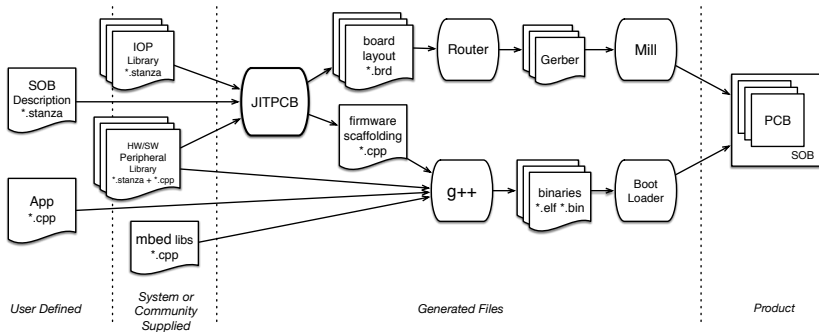 IOP
Library
*.stanza
SOB
Description
*.stanza
HW/SW
Peripheral
Library
*.stanza + *.cpp
App
*.cpp
mbed libs
*.cpp
JITPCB
board
layout
*.brd
Router
Gerber
Mill
firmware
scaffolding
*.cpp
g++
binaries
*.elf *.bin
Boot
Loader
PCB
SOB
User Defined
System or
Community
Supplied
Generated Files
Product